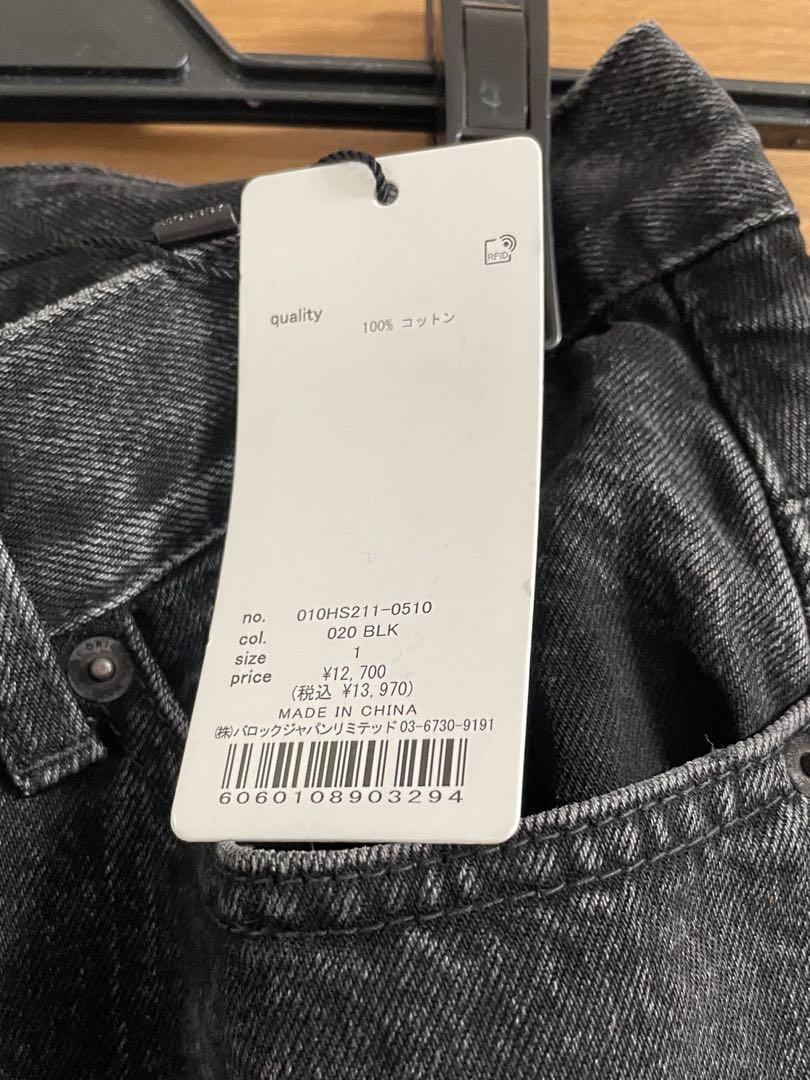 RFID
quality 100% コットン
no. 010HS211-0510
col. 020 BLK
size 1
price ¥12,700
(税込 ¥13,970)
MADE IN CHINA
(株)バロックジャパンリミテッド 03-6730-9191
6060108903294